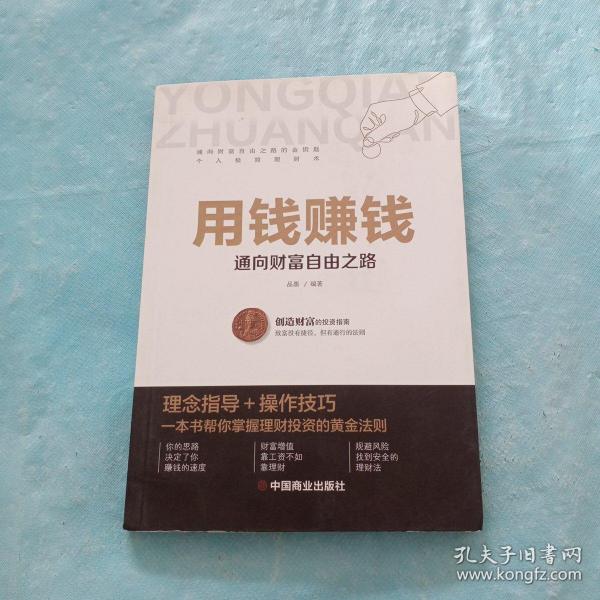 YONGQIAN
ZHUANQIAN
通向财富自由之路的金钥匙
个人投资理财术
用钱赚钱
通向财富自由之路
品墨 / 编著
创造财富的投资指南
致富没有捷径，但有通行的法则
理念指导+操作技巧
一本书帮你掌握理财投资的黄金法则
你的思路
决定了你
赚钱的速度
财富增值
靠工资不如
靠理财
规避风险
找到安全的
理财法
中国商业出版社
孔夫子旧书网
www.kongfz.com